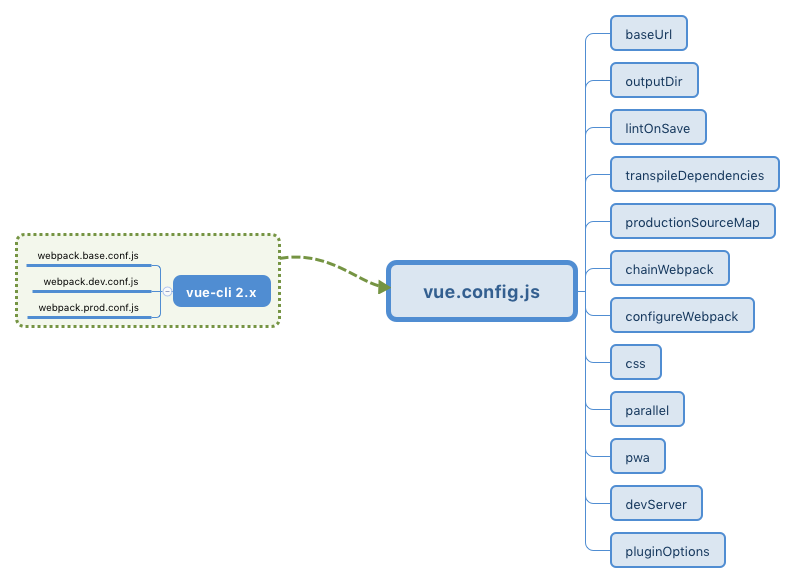 webpack.base.conf.js
webpack.dev.conf.js
webpack.prod.conf.js
vue-cli 2.x
vue.config.js
baseUrl
outputDir
lintOnSave
transpileDependencies
productionSourceMap
chainWebpack
configureWebpack
css
parallel
pwa
devServer
pluginOptions